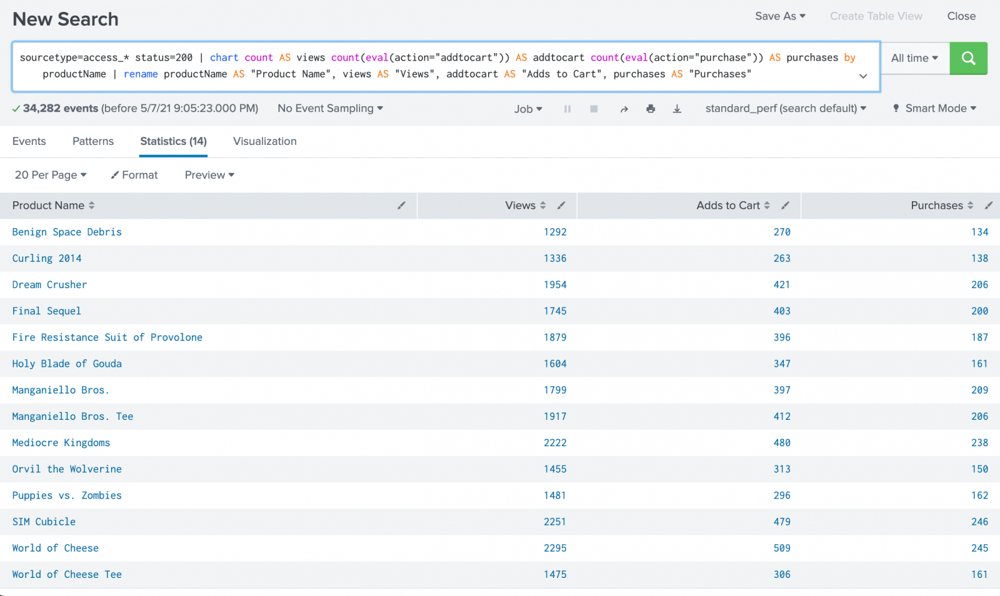 New Search
Save As Create Table View Close
sourcetype=access_* status=200 | chart count AS views count(eval(action="addtocart")) AS addtocart count(eval(action="purchase")) AS purchases by
productName | rename productName AS "Product Name", views AS "Views", addtocart AS "Adds to Cart", purchases AS "Purchases"
All time
34,282 events (before 5/7/21 9:05:23.000 PM) No Event Sampling Job standard_perf (search default) Smart Mode
Events Patterns Statistics (14) Visualization
20 Per Page Format Preview
Product Name Views Adds to Cart Purchases
Benign Space Debris 1292 270 134
Curling 2014 1336 263 138
Dream Crusher 1954 421 206
Final Sequel 1745 403 200
Fire Resistance Suit of Provolone 1879 396 187
Holy Blade of Gouda 1604 347 161
Manganiello Bros. 1799 397 209
Manganiello Bros. Tee 1917 412 206
Mediocre Kingdoms 2222 480 238
Orvil the Wolverine 1455 313 150
Puppies vs. Zombies 1481 296 162
SIM Cubicle 2251 479 246
World of Cheese 2295 509 245
World of Cheese Tee 1475 306 161